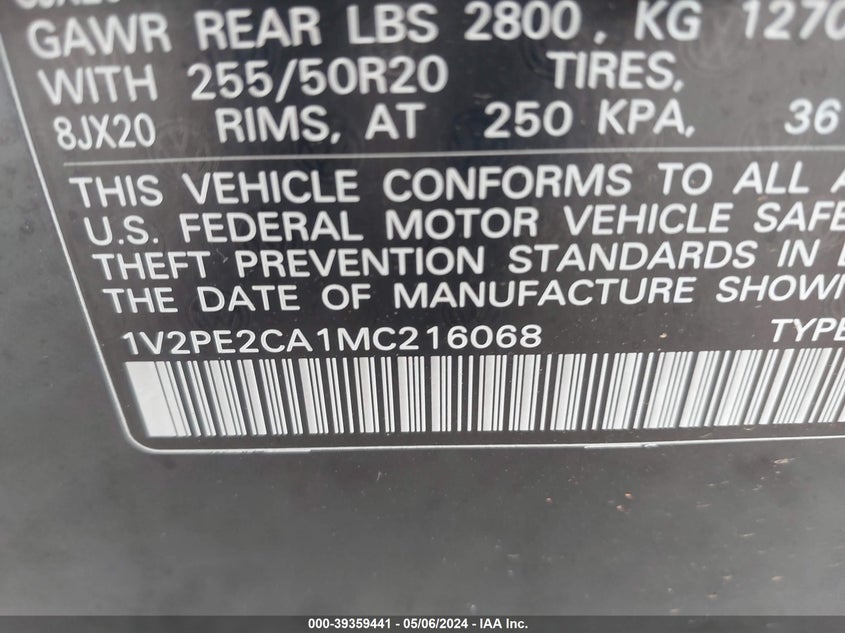 GAWR REAR LBS 2800, KG 1270
WITH 255/50R20 TIRES,
8JX20 RIMS, AT 250 KPA, 36
THIS VEHICLE CONFORMS TO ALL
U.S. FEDERAL MOTOR VEHICLE
THEFT PREVENTION STANDARDS IN
THE DATE OF MANUFACTURE
1V2PE2CA1MC216068 TYPE
000-39359441 - 05/06/2024 - IAA Inc.